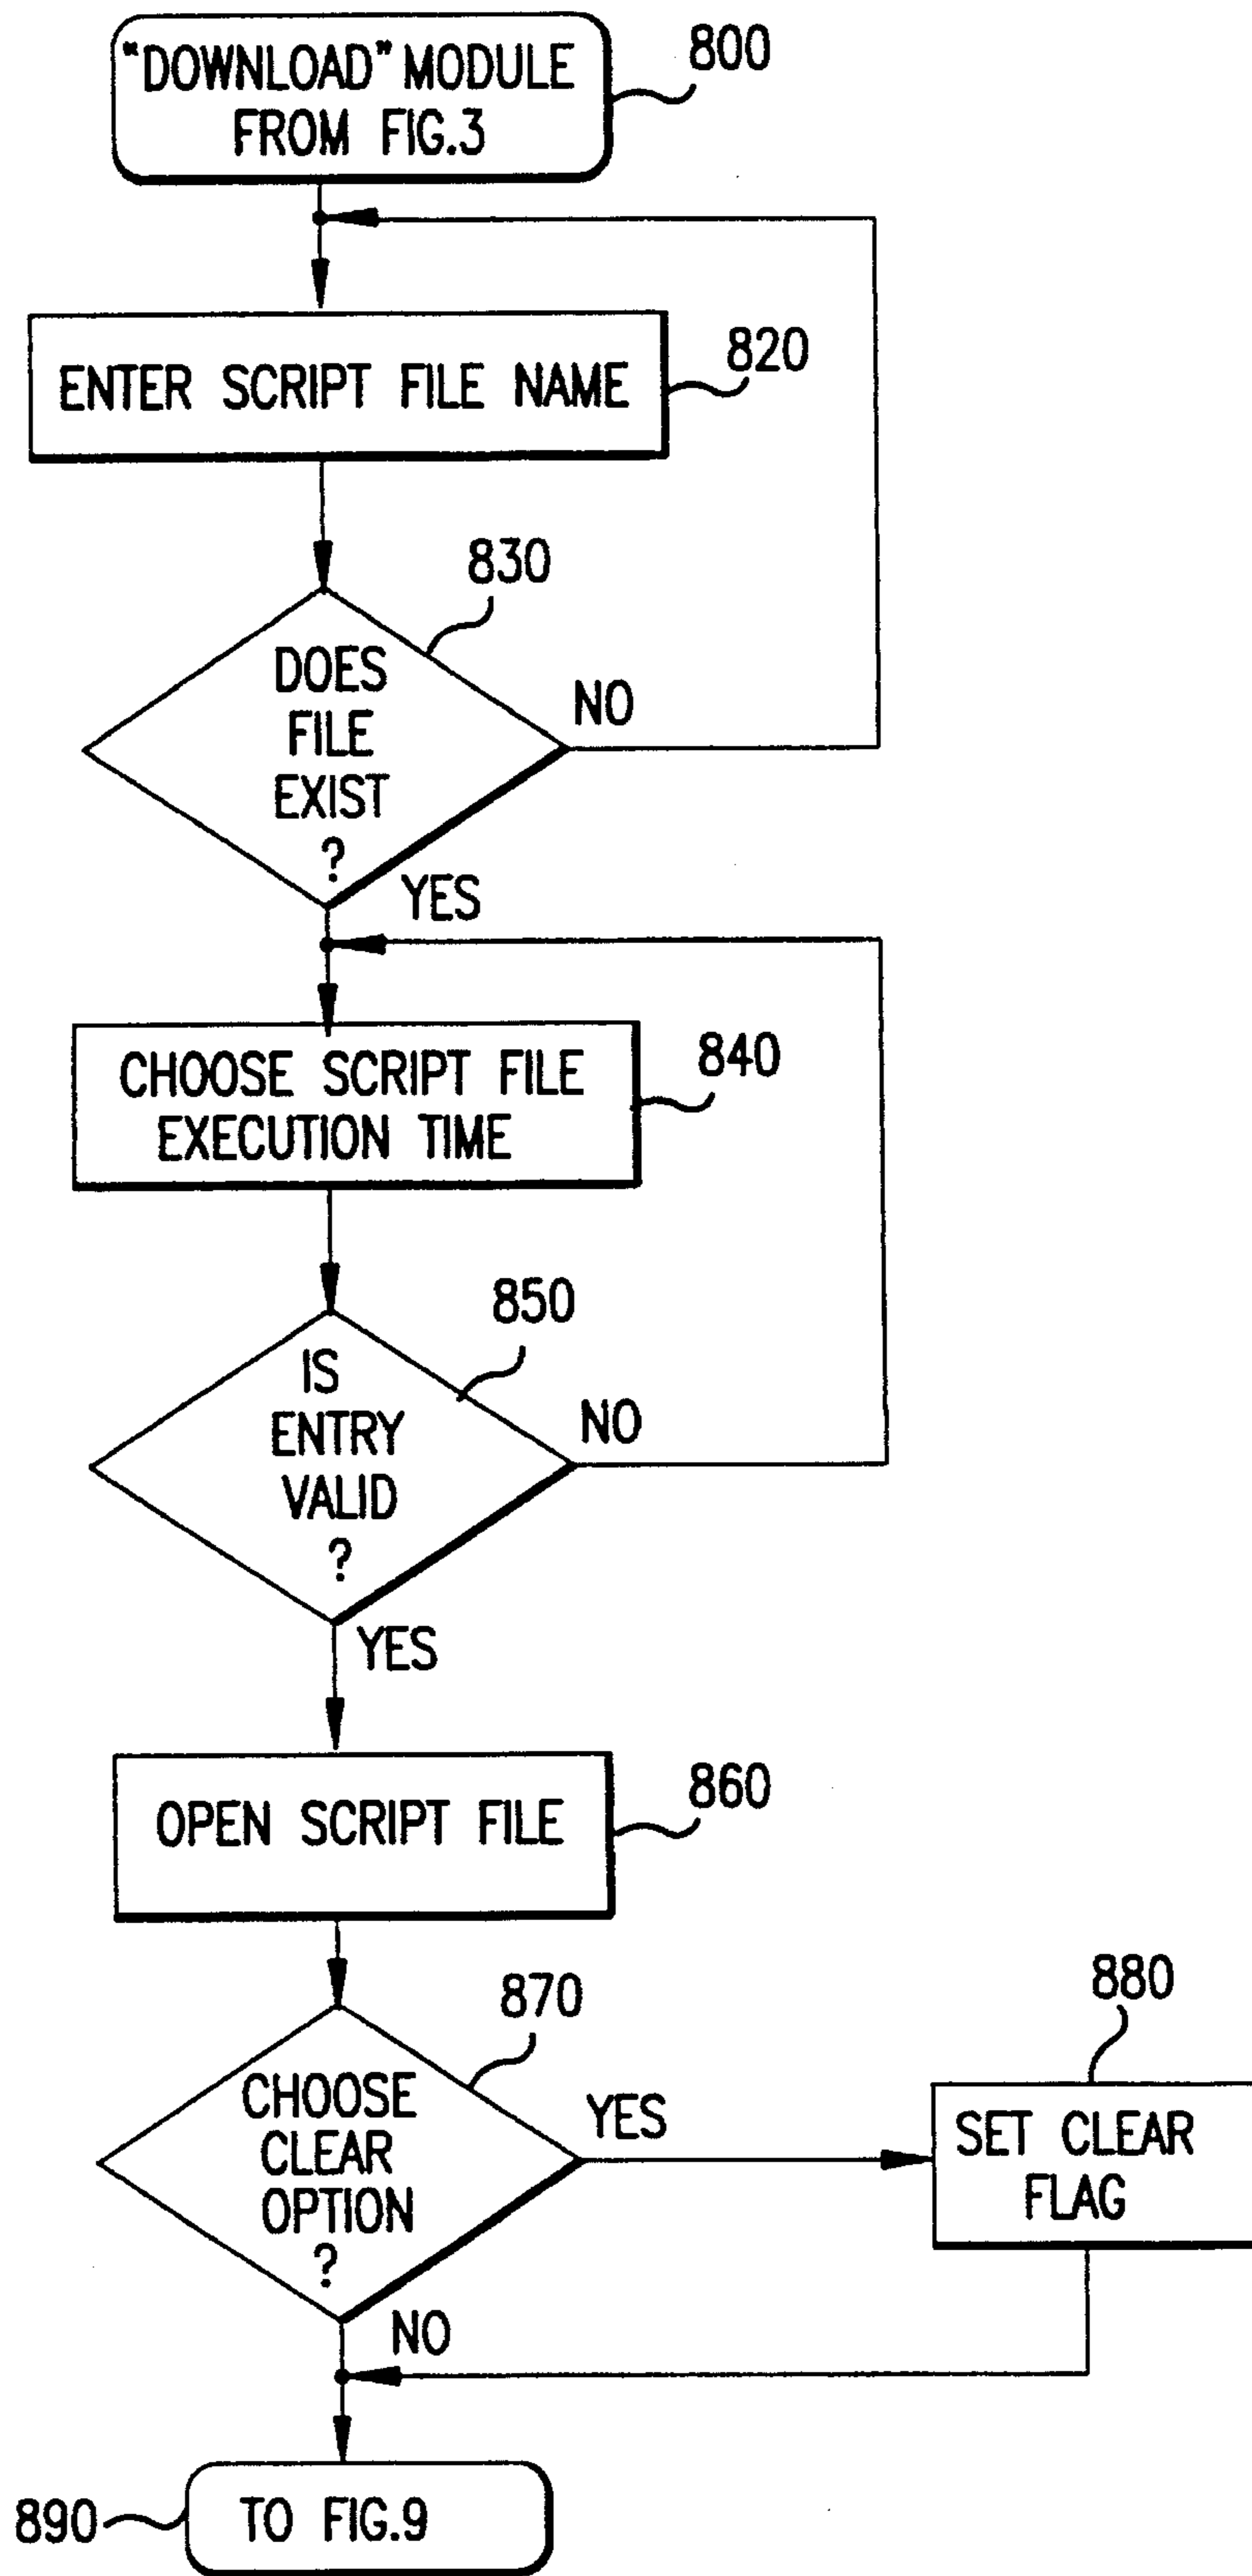 "DOWNLOAD" MODULE
FROM FIG.3
800
ENTER SCRIPT FILE NAME
820
830
DOES
FILE
EXIST
?
NO
YES
CHOOSE SCRIPT FILE
EXECUTION TIME
840
850
IS
ENTRY
VALID
?
NO
YES
OPEN SCRIPT FILE
860
870
CHOOSE
CLEAR
OPTION
?
YES
880
SET CLEAR
FLAG
NO
890
TO FIG.9